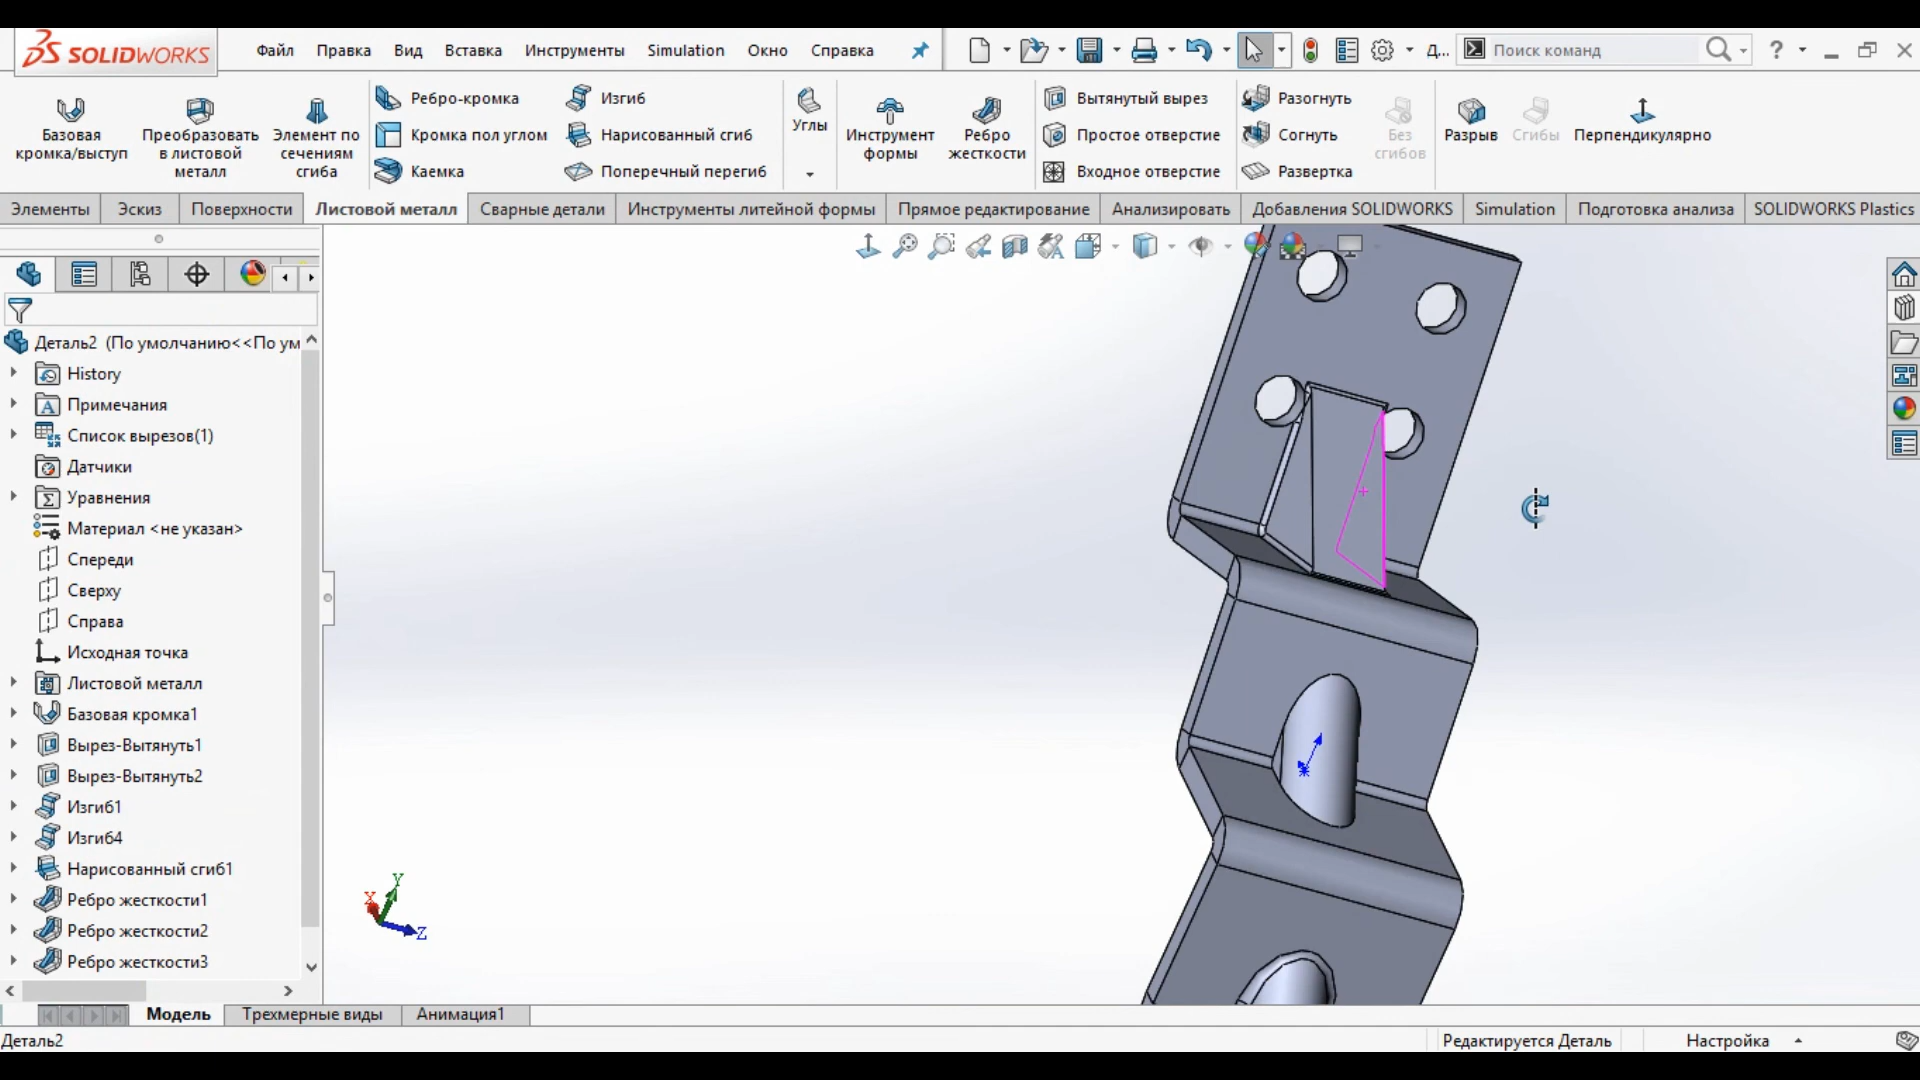 SOLIDWORKS Файл Правка Вид Вставка Инструменты Simulation Окно Справка Д... Поиск команд ?
Базовая кромка/выступ
Преобразовать в листовой металл
Элемент по сечениям сгиба
Ребро-кромка
Кромка пол углом
Каемка
Изгиб
Нарисованный сгиб
Поперечный перегиб
Углы
Инструмент формы
Ребро жесткости
Вытянутый вырез
Простое отверстие
Входное отверстие
Разогнуть
Согнуть
Развертка
Без сгибов
Разрыв
Сгибы
Перпендикулярно
Элементы Эскиз Поверхности Листовой металл Сварные детали Инструменты литейной формы Прямое редактирование Анализировать Добавления SOLIDWORKS Simulation Подготовка анализа SOLIDWORKS Plastics
Деталь2 (По умолчанию<<По ум
History
Примечания
Список вырезов(1)
Датчики
Уравнения
Материал <не указан>
Спереди
Сверху
Справа
Исходная точка
Листовой металл
Базовая кромка1
Вырез-Вытянуть1
Вырез-Вытянуть2
Изгиб1
Изгиб4
Нарисованный сгиб1
Ребро жесткости1
Ребро жесткости2
Ребро жесткости3
Y
X
Z
Модель Трехмерные виды Анимация1
Деталь2 Редактируется Деталь Настройка